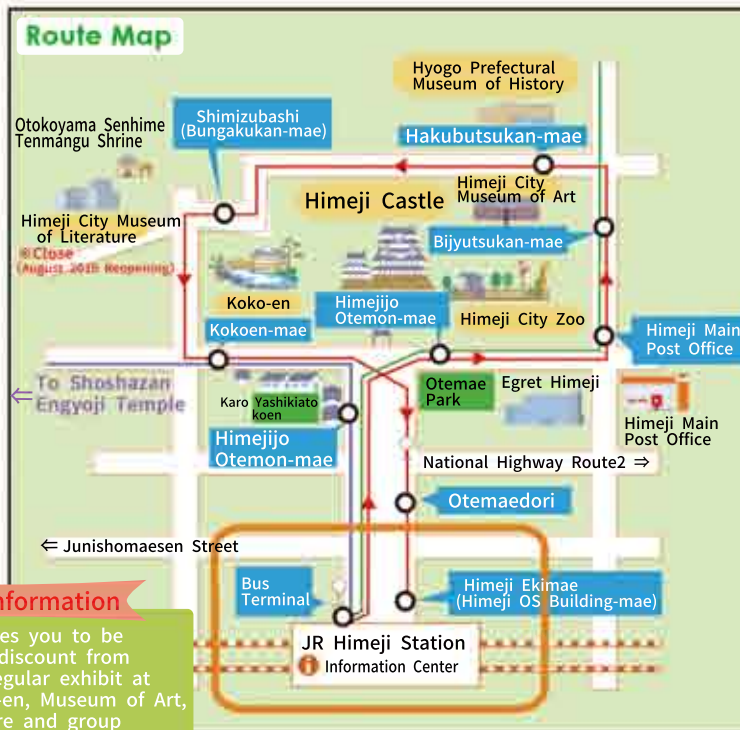 Route Map
Hyogo Prefectural
Museum of History
Shimizubashi
(Bungakukan-mae)
Otokoyama Senhime
Tenmangu Shrine
Hakubutsukan-mae
Himeji City
Museum of Art
Himeji Castle
Himeji City Museum
of Literature
※Close
(August 20th Reopening)
Bijyutsukan-mae
Koko-en
Himejijo
Otemon-mae
Himeji City Zoo
Kokoen-mae
Himeji Main
Post Office
⇐ To Shoshazan
Engyoji Temple
Karo Yashikiato
koen
Otemae
Park
Egret Himeji
Himeji Main
Post Office
Himejijo
Otemon-mae
National Highway Route2 ⇒
Otemaedori
⇐ Junishomaesen Street
Bus
Terminal
Himeji Ekimae
(Himeji OS Building-mae)
nformation
es you to be
discount from
egular exhibit at
-en, Museum of Art,
re and group
JR Himeji Station
i Information Center